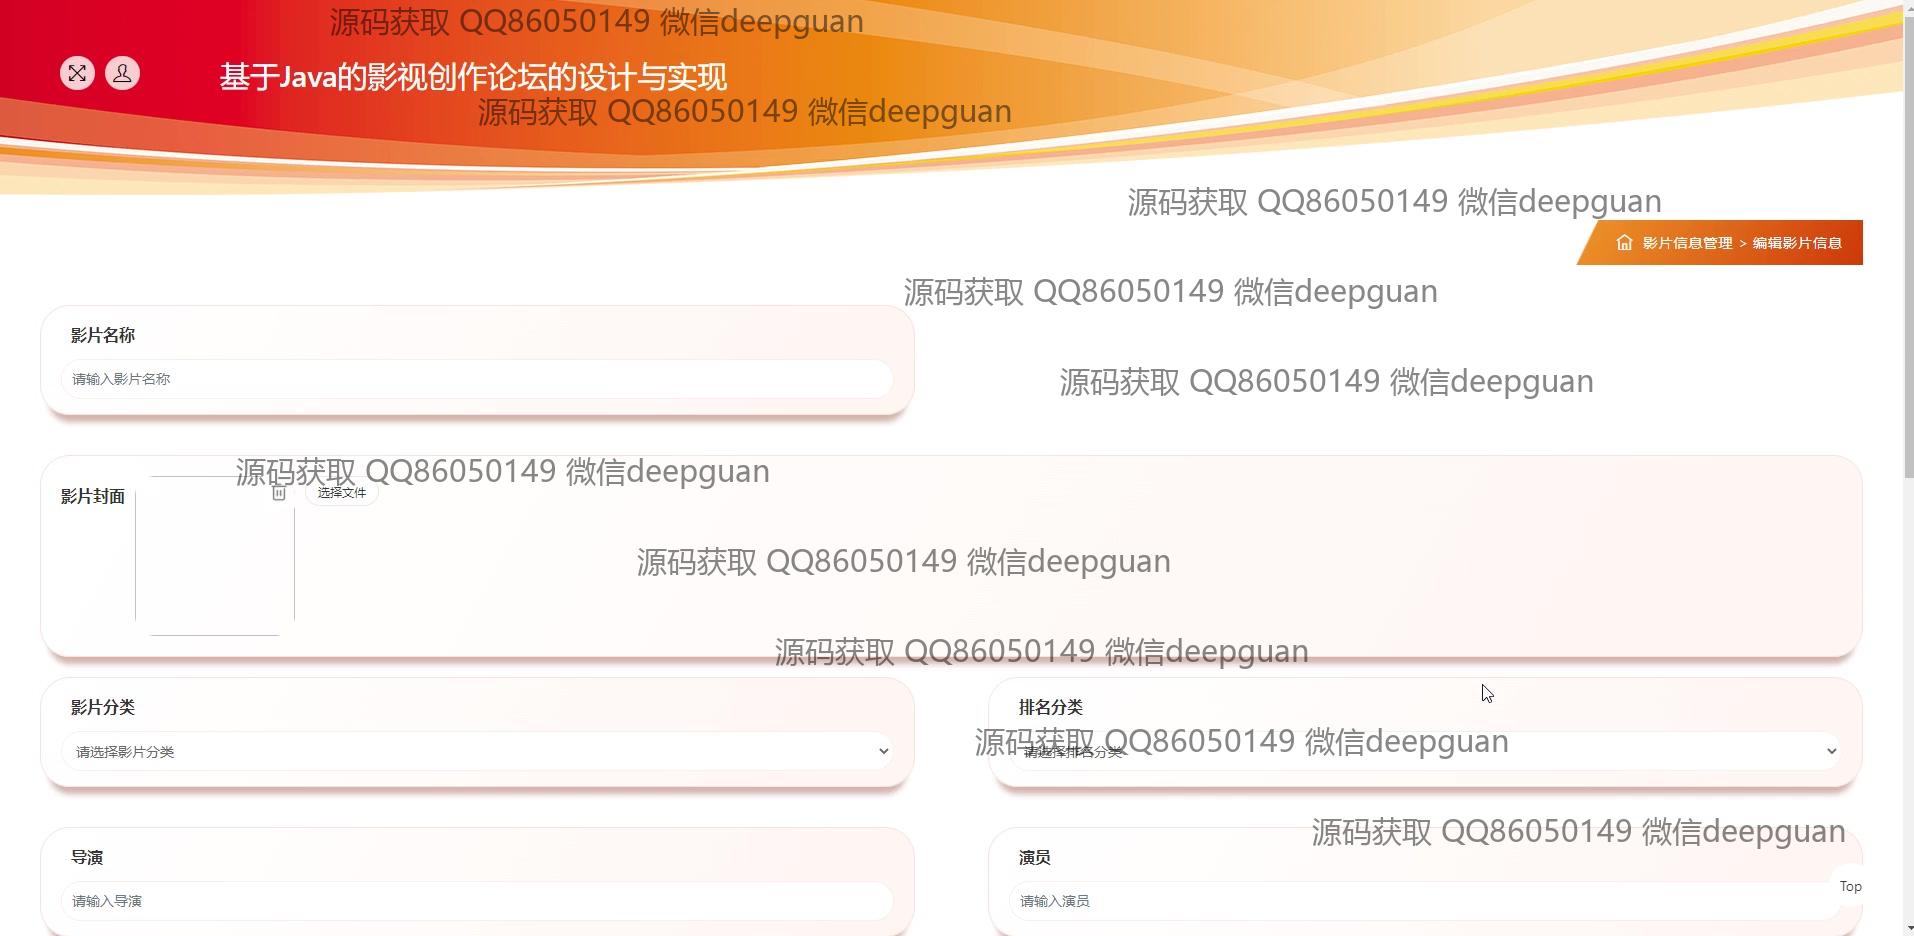 源码获取 QQ86050149 微信deepguan
基于Java的影视创作论坛的设计与实现
源码获取 QQ86050149 微信deepguan
源码获取 QQ86050149 微信deepguan
影片信息管理 > 编辑影片信息
源码获取 QQ86050149 微信deepguan
影片名称
请输入影片名称
源码获取 QQ86050149 微信deepguan
源码获取 QQ86050149 微信deepguan
影片封面
选择文件
源码获取 QQ86050149 微信deepguan
源码获取 QQ86050149 微信deepguan
影片分类
排名分类
源码获取 QQ86050149 微信deepguan
请选择影片分类
请选择排名分类
源码获取 QQ86050149 微信deepguan
导演
演员
Top
请输入导演
请输入演员